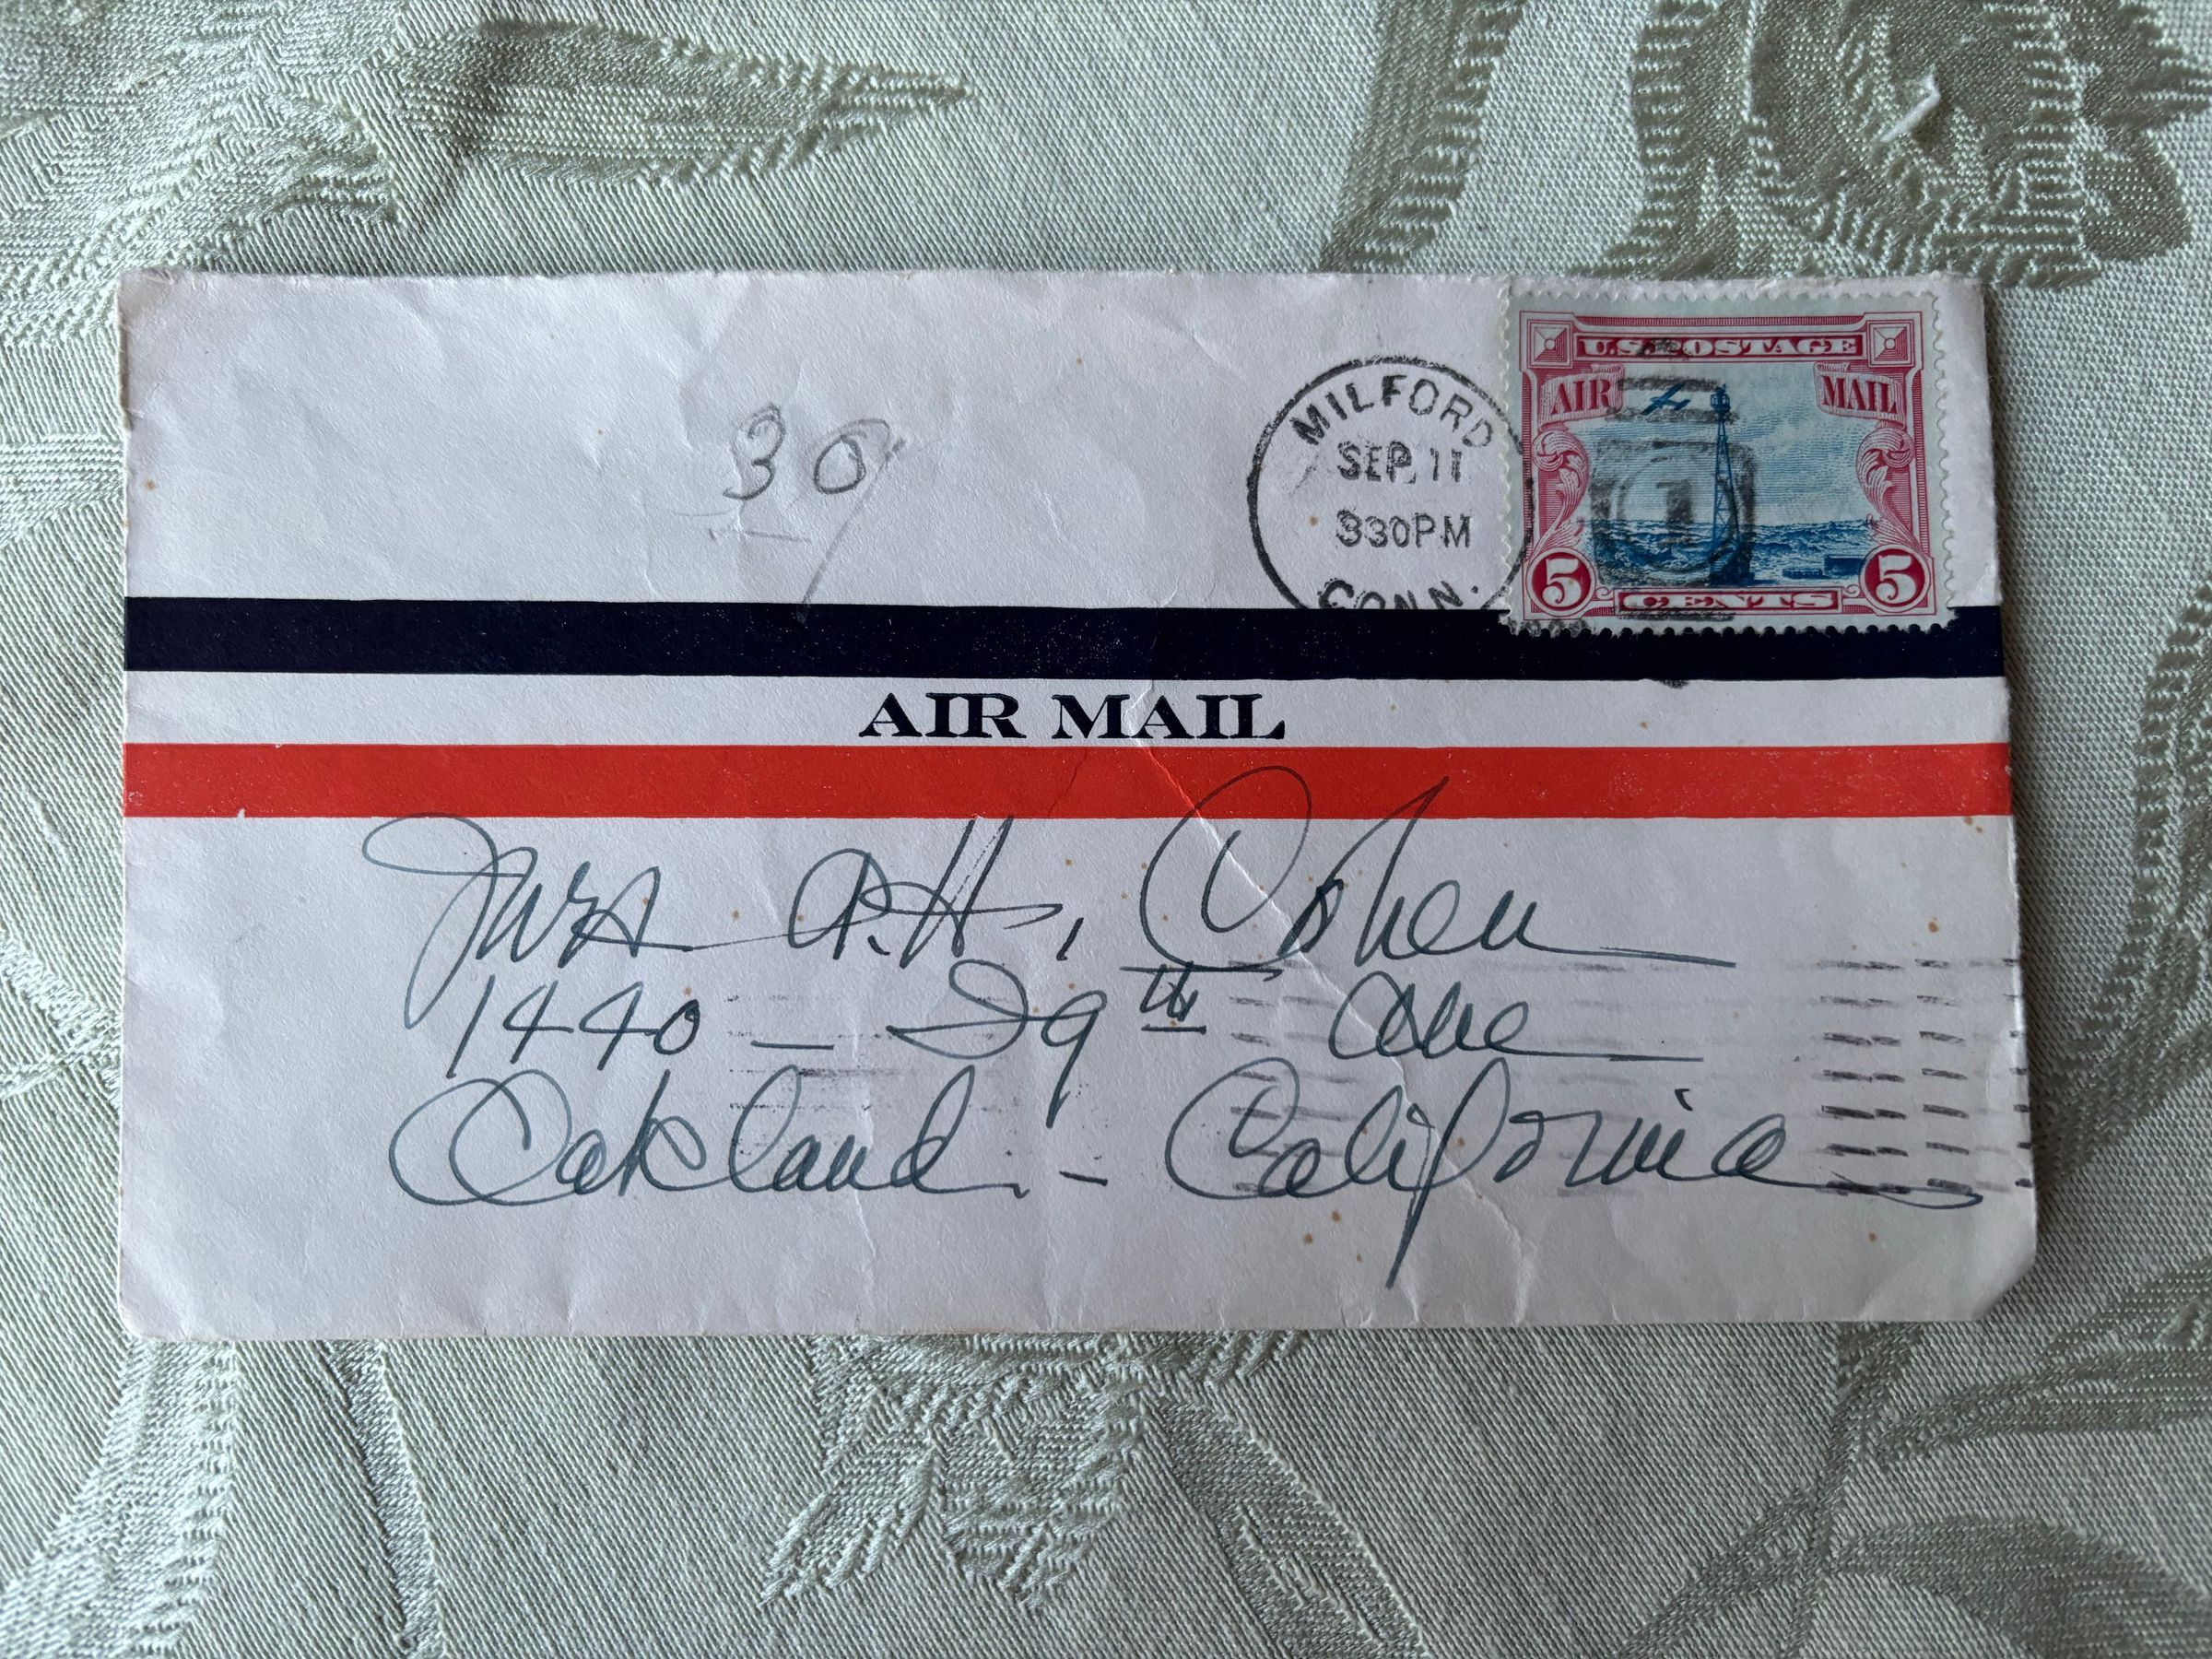 30
MILFORD
SEP 11
330PM
CONN.
U.S. POSTAGE
AIR MAIL
5 CENTS 5
AIR MAIL
Mrs A.H. Cohen
1440 - 29th Ave
Oakland - California